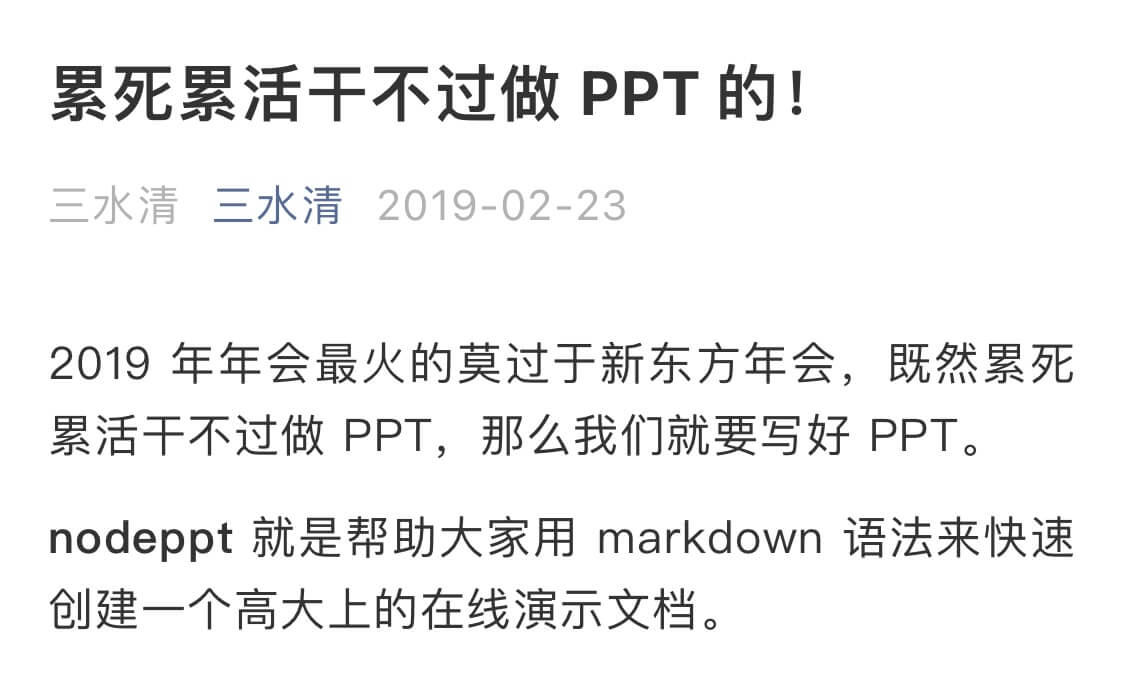 累死累活干不过做 PPT 的！
三水清 三水清 2019-02-23
2019 年年会最火的莫过于新东方年会，既然累死
累活干不过做 PPT，那么我们就要写好 PPT。
nodeppt 就是帮助大家用 markdown 语法来快速
创建一个高大上的在线演示文档。